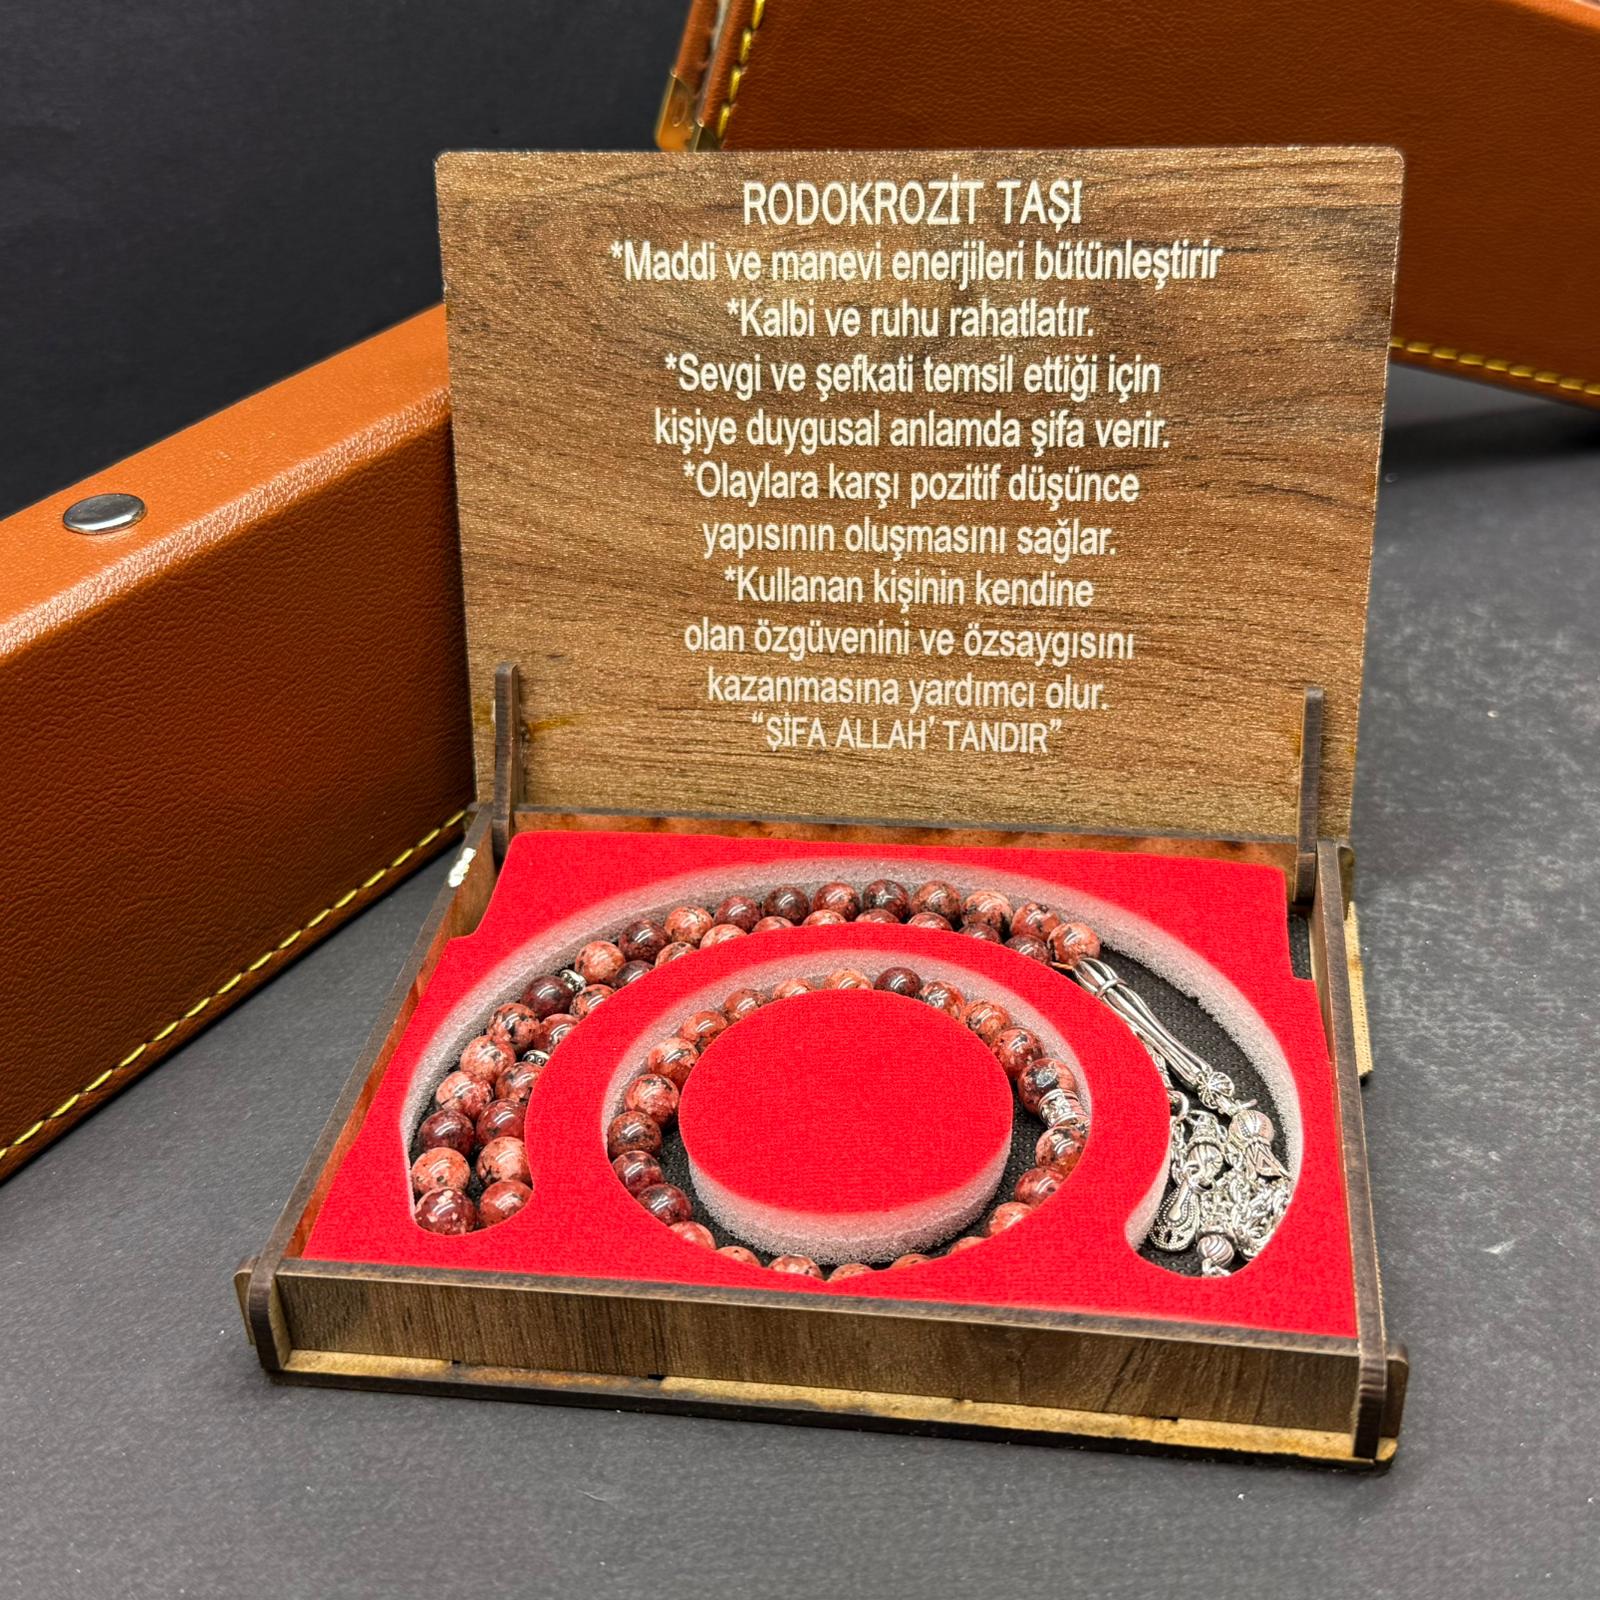 RODOKROZİT TAŞI
*Maddi ve manevi enerjileri bütünleştirir
*Kalbi ve ruhu rahatlatır.
*Sevgi ve şefkati temsil ettiği için
kişiye duygusal anlamda şifa verir.
*Olaylara karşı pozitif düşünce
yapısının oluşmasını sağlar.
*Kullanan kişinin kendine
olan özgüvenini ve özsaygısını
kazanmasına yardımcı olur.
“ŞİFA ALLAH’ TANDIR”